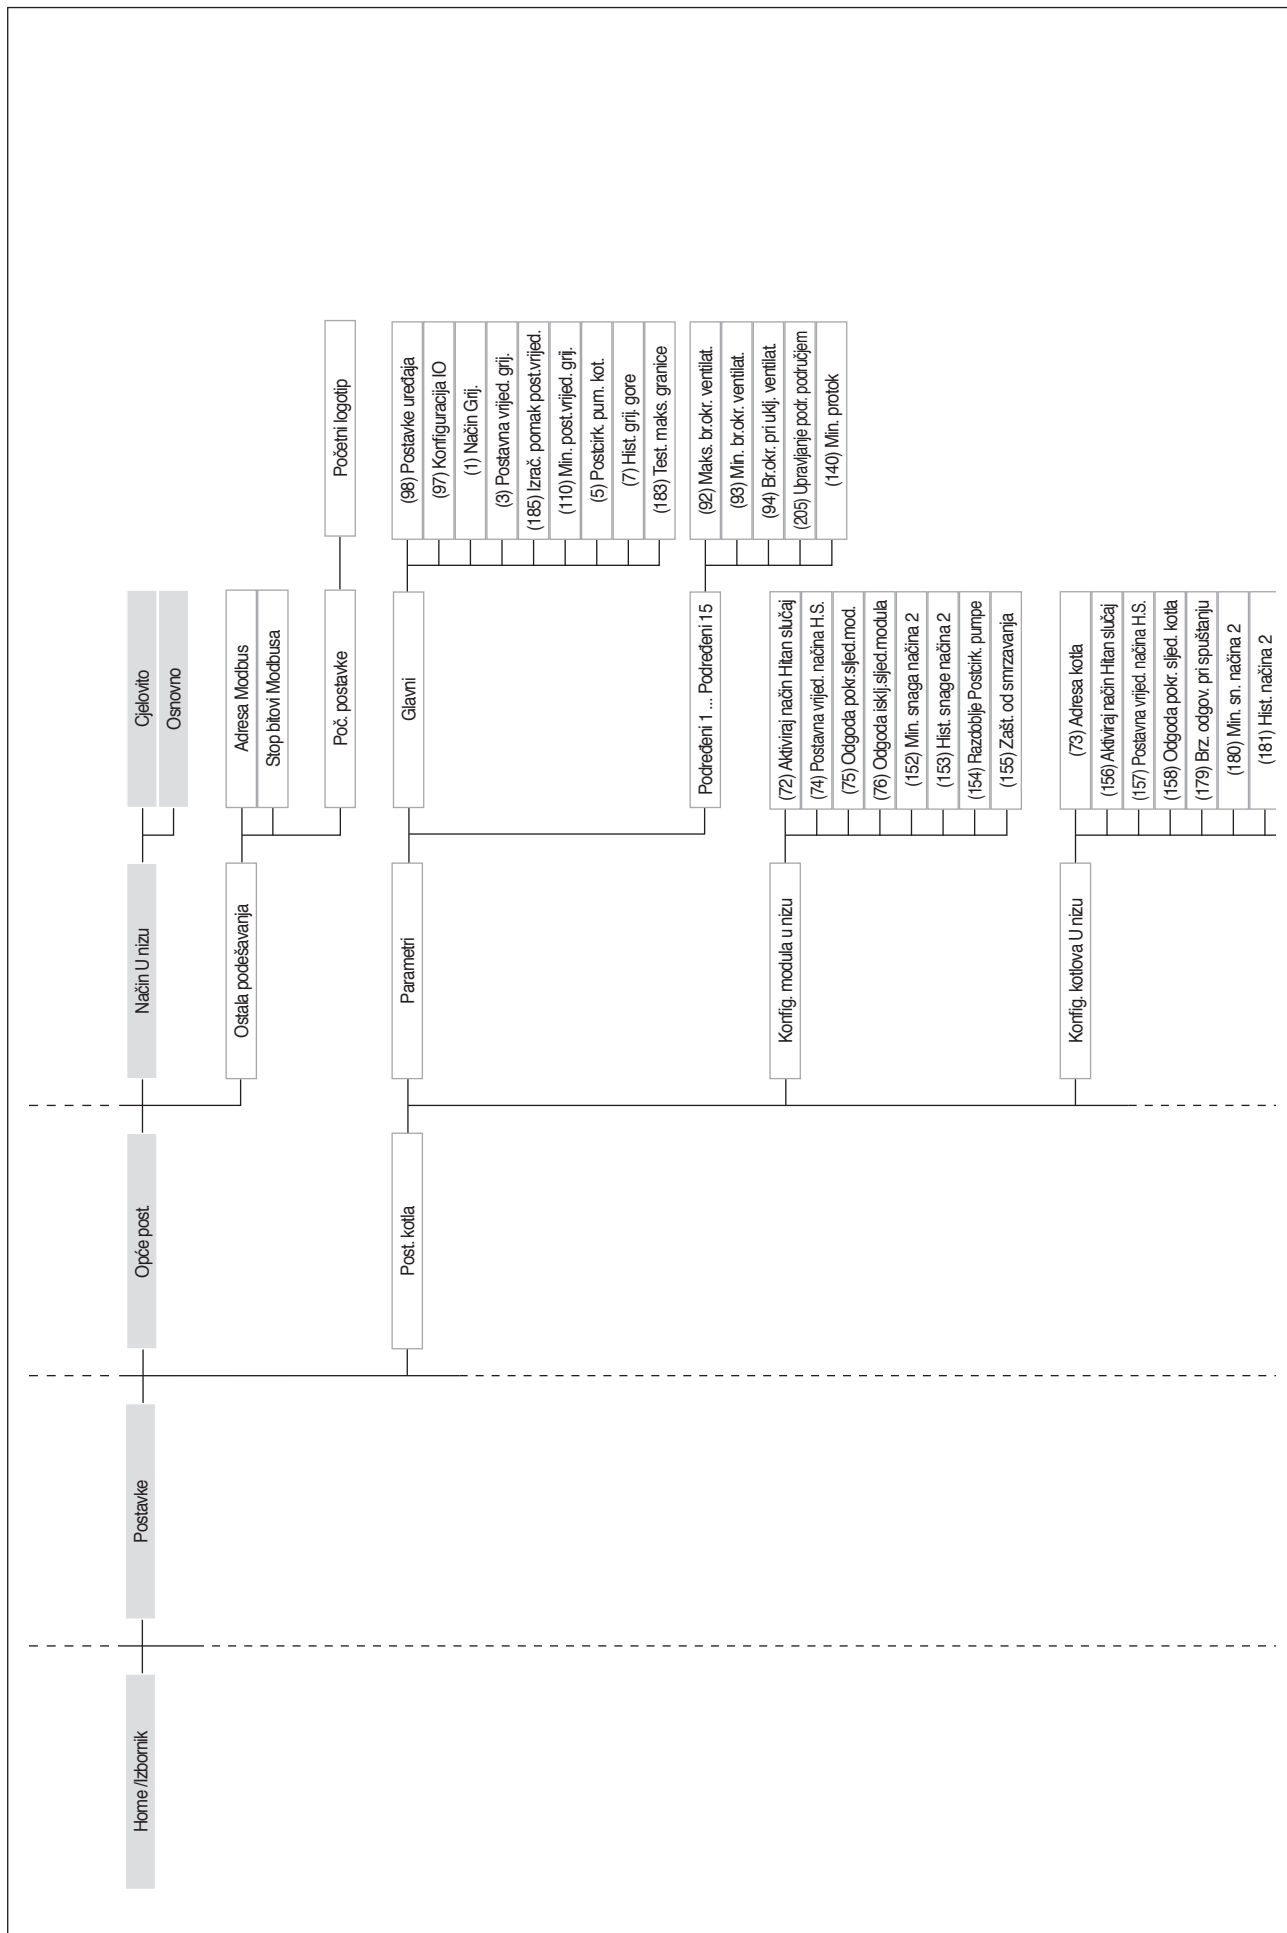 Home /Izbornik
Postavke
Opće post.
Način U nizu
Cjelovito
Osnovno
Ostala podešavanja
Adresa Modbus
Stop bitovi Modbusa
Poč. postavke
Početni logotip
Post. kotla
Parametri
Glavni
(98) Postavke uređaja
(97) Konfiguracija IO
(1) Način Grij.
(3) Postavna vrijed. grij.
(185) Izrač. pomak post.vrijed.
(110) Min. post.vrijed. grij.
(5) Postcirk. pum. kot.
(7) Hist. grij. gore
(183) Test. maks. granice
Podređeni 1 ... Podređeni 15
(92) Maks. br.okr. ventilat.
(93) Min. br.okr. ventilat.
(94) Br.okr. pri uklj. ventilat.
(205) Upravljanje podr. područjem
(140) Min. protok
Konfig. modula u nizu
(72) Aktiviraj način Hitan slučaj
(74) Postavna vrijed. načina H.S.
(75) Odgoda pokr.sljed.mod.
(76) Odgoda isklj.sljed.modula
(152) Min. snaga načina 2
(153) Hist. snage načina 2
(154) Razdoblje Postcirk. pumpe
(155) Zašt. od smrzavanja
Konfig. kotlova U nizu
(73) Adresa kotla
(156) Aktiviraj način Hitan slučaj
(157) Postavna vrijed. načina H.S.
(158) Odgoda pokr. sljed. kotla
(179) Brz. odgov. pri spuštanju
(180) Min. sn. načina 2
(181) Hist. načina 2